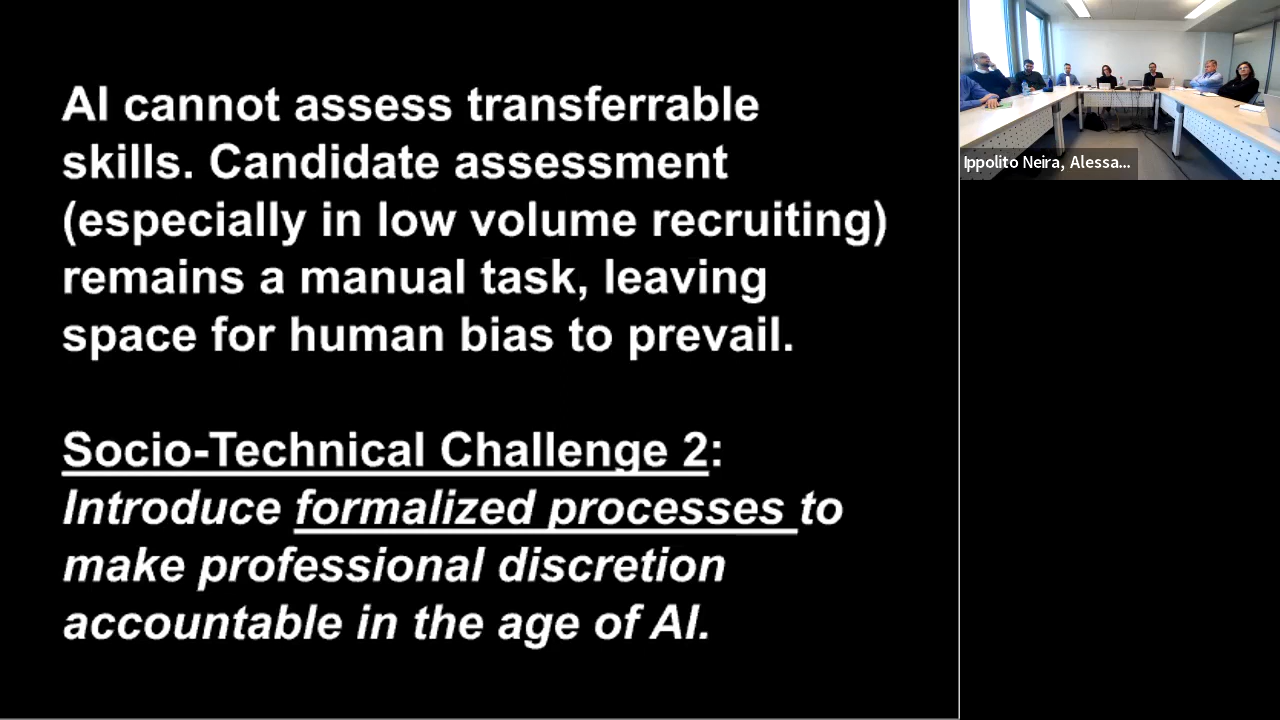 AI cannot assess transferrable
skills. Candidate assessment
(especially in low volume recruiting)
remains a manual task, leaving
space for human bias to prevail.
Socio-Technical Challenge 2:
Introduce formalized processes to
make professional discretion
accountable in the age of AI.
Ippolito Neira, Alessa...